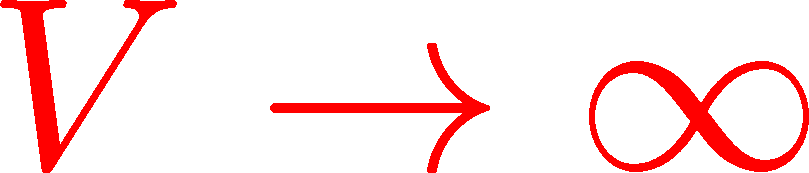 V → ∞